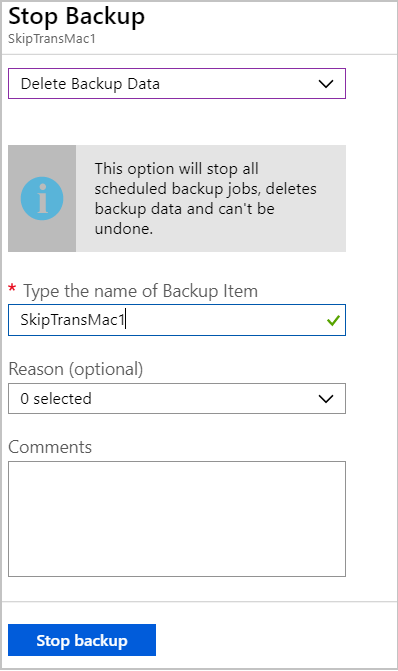 Stop Backup
SkipTransMac1
Delete Backup Data
This option will stop all
scheduled backup jobs, deletes
backup data and can't be
undone.
* Type the name of Backup Item
SkipTransMac1
Reason (optional)
0 selected
Comments
Stop backup